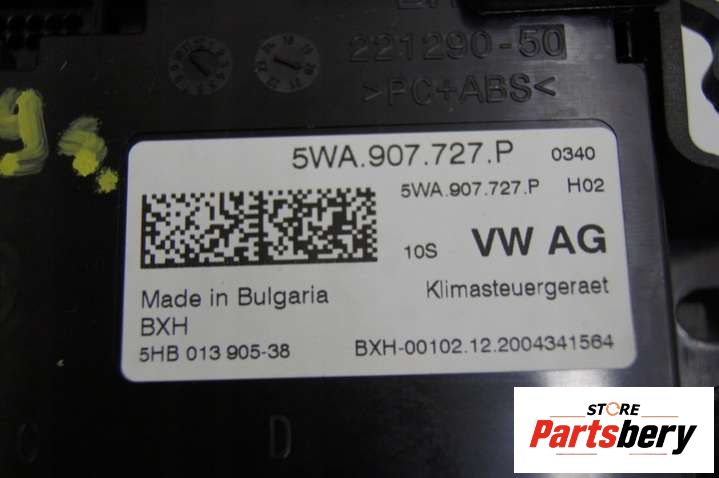 221290-50
>PC+ABS<
5WA.907.727.P 0340
5WA.907.727.P H02
10S VW AG
Made in Bulgaria Klimasteuergeraet
BXH
5HB 013 905-38 BXH-00102.12.2004341564
C D
STORE
Partsbery